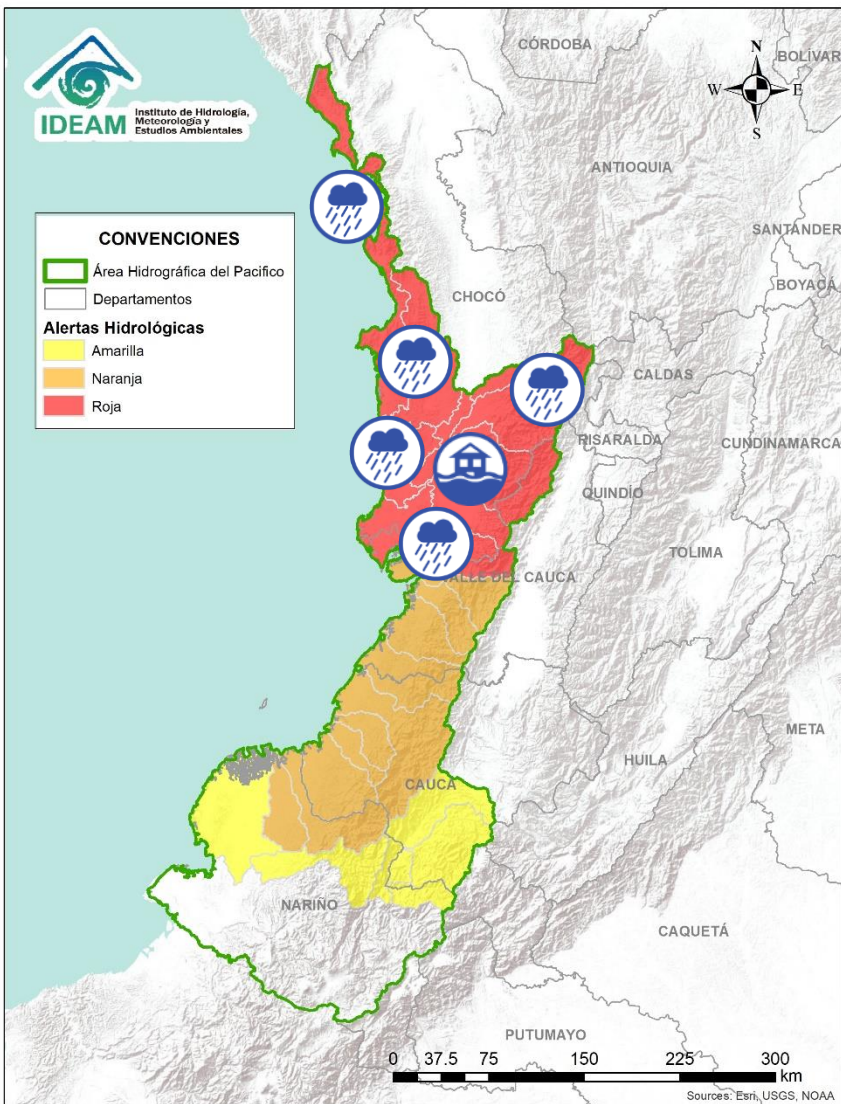 IDEAM
Instituto de Hidrología,
Meteorología y
Estudios Ambientales
CÓRDOBA
BOLÍVAR
N
W
E
S
ANTIOQUIA
SANTANDER
BOYACÁ
CONVENCIONES
Área Hidrográfica del Pacifico
Departamentos
Alertas Hidrológicas
Amarilla
Naranja
Roja
CHOCÓ
CALDAS
RISARALDA
CUNDINAMARCA
QUINDÍO
TOLIMA
VALLE DEL CAUCA
META
HUILA
CAUCA
NARIÑO
CAQUETÁ
PUTUMAYO
0 37.5 75 150 225 300
km
Sources: Esri, USGS, NOAA